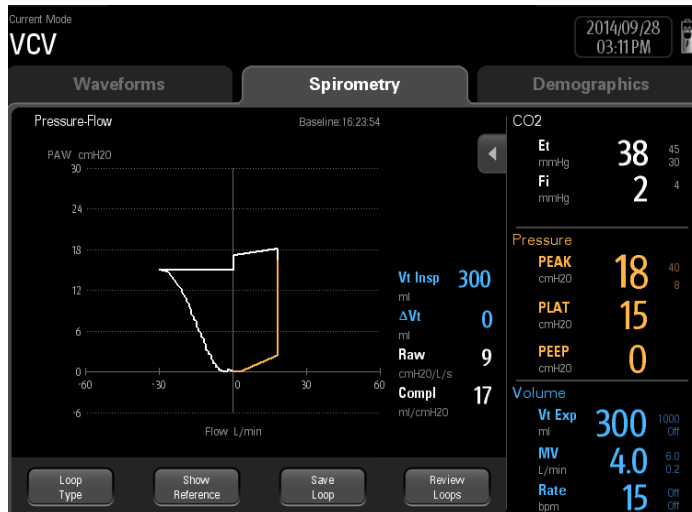 Current Mode
VCV
2014/09/28
03:11 PM
Waveforms
Spirometry
Demographics
Pressure-Flow
Baseline: 16:23:54
PAW cmH20
30
24
18
12
6
0
-6
-60
-30
0
30
60
Flow L/min
Vt Insp 300
ml
ΔVt 0
ml
Raw 9
cmH20/L/s
Compl 17
ml/cmH20
CO2
Et 38 45
mmHg 30
Fi 2 4
mmHg
Pressure
PEAK 18 40
cmH20 8
PLAT 15
cmH20
PEEP 0
cmH20
Volume
Vt Exp 300 1000
ml Off
MV 4.0 6.0
L/min 0.2
Rate 15 Off
bpm Off
Loop
Type
Show
Reference
Save
Loop
Review
Loops